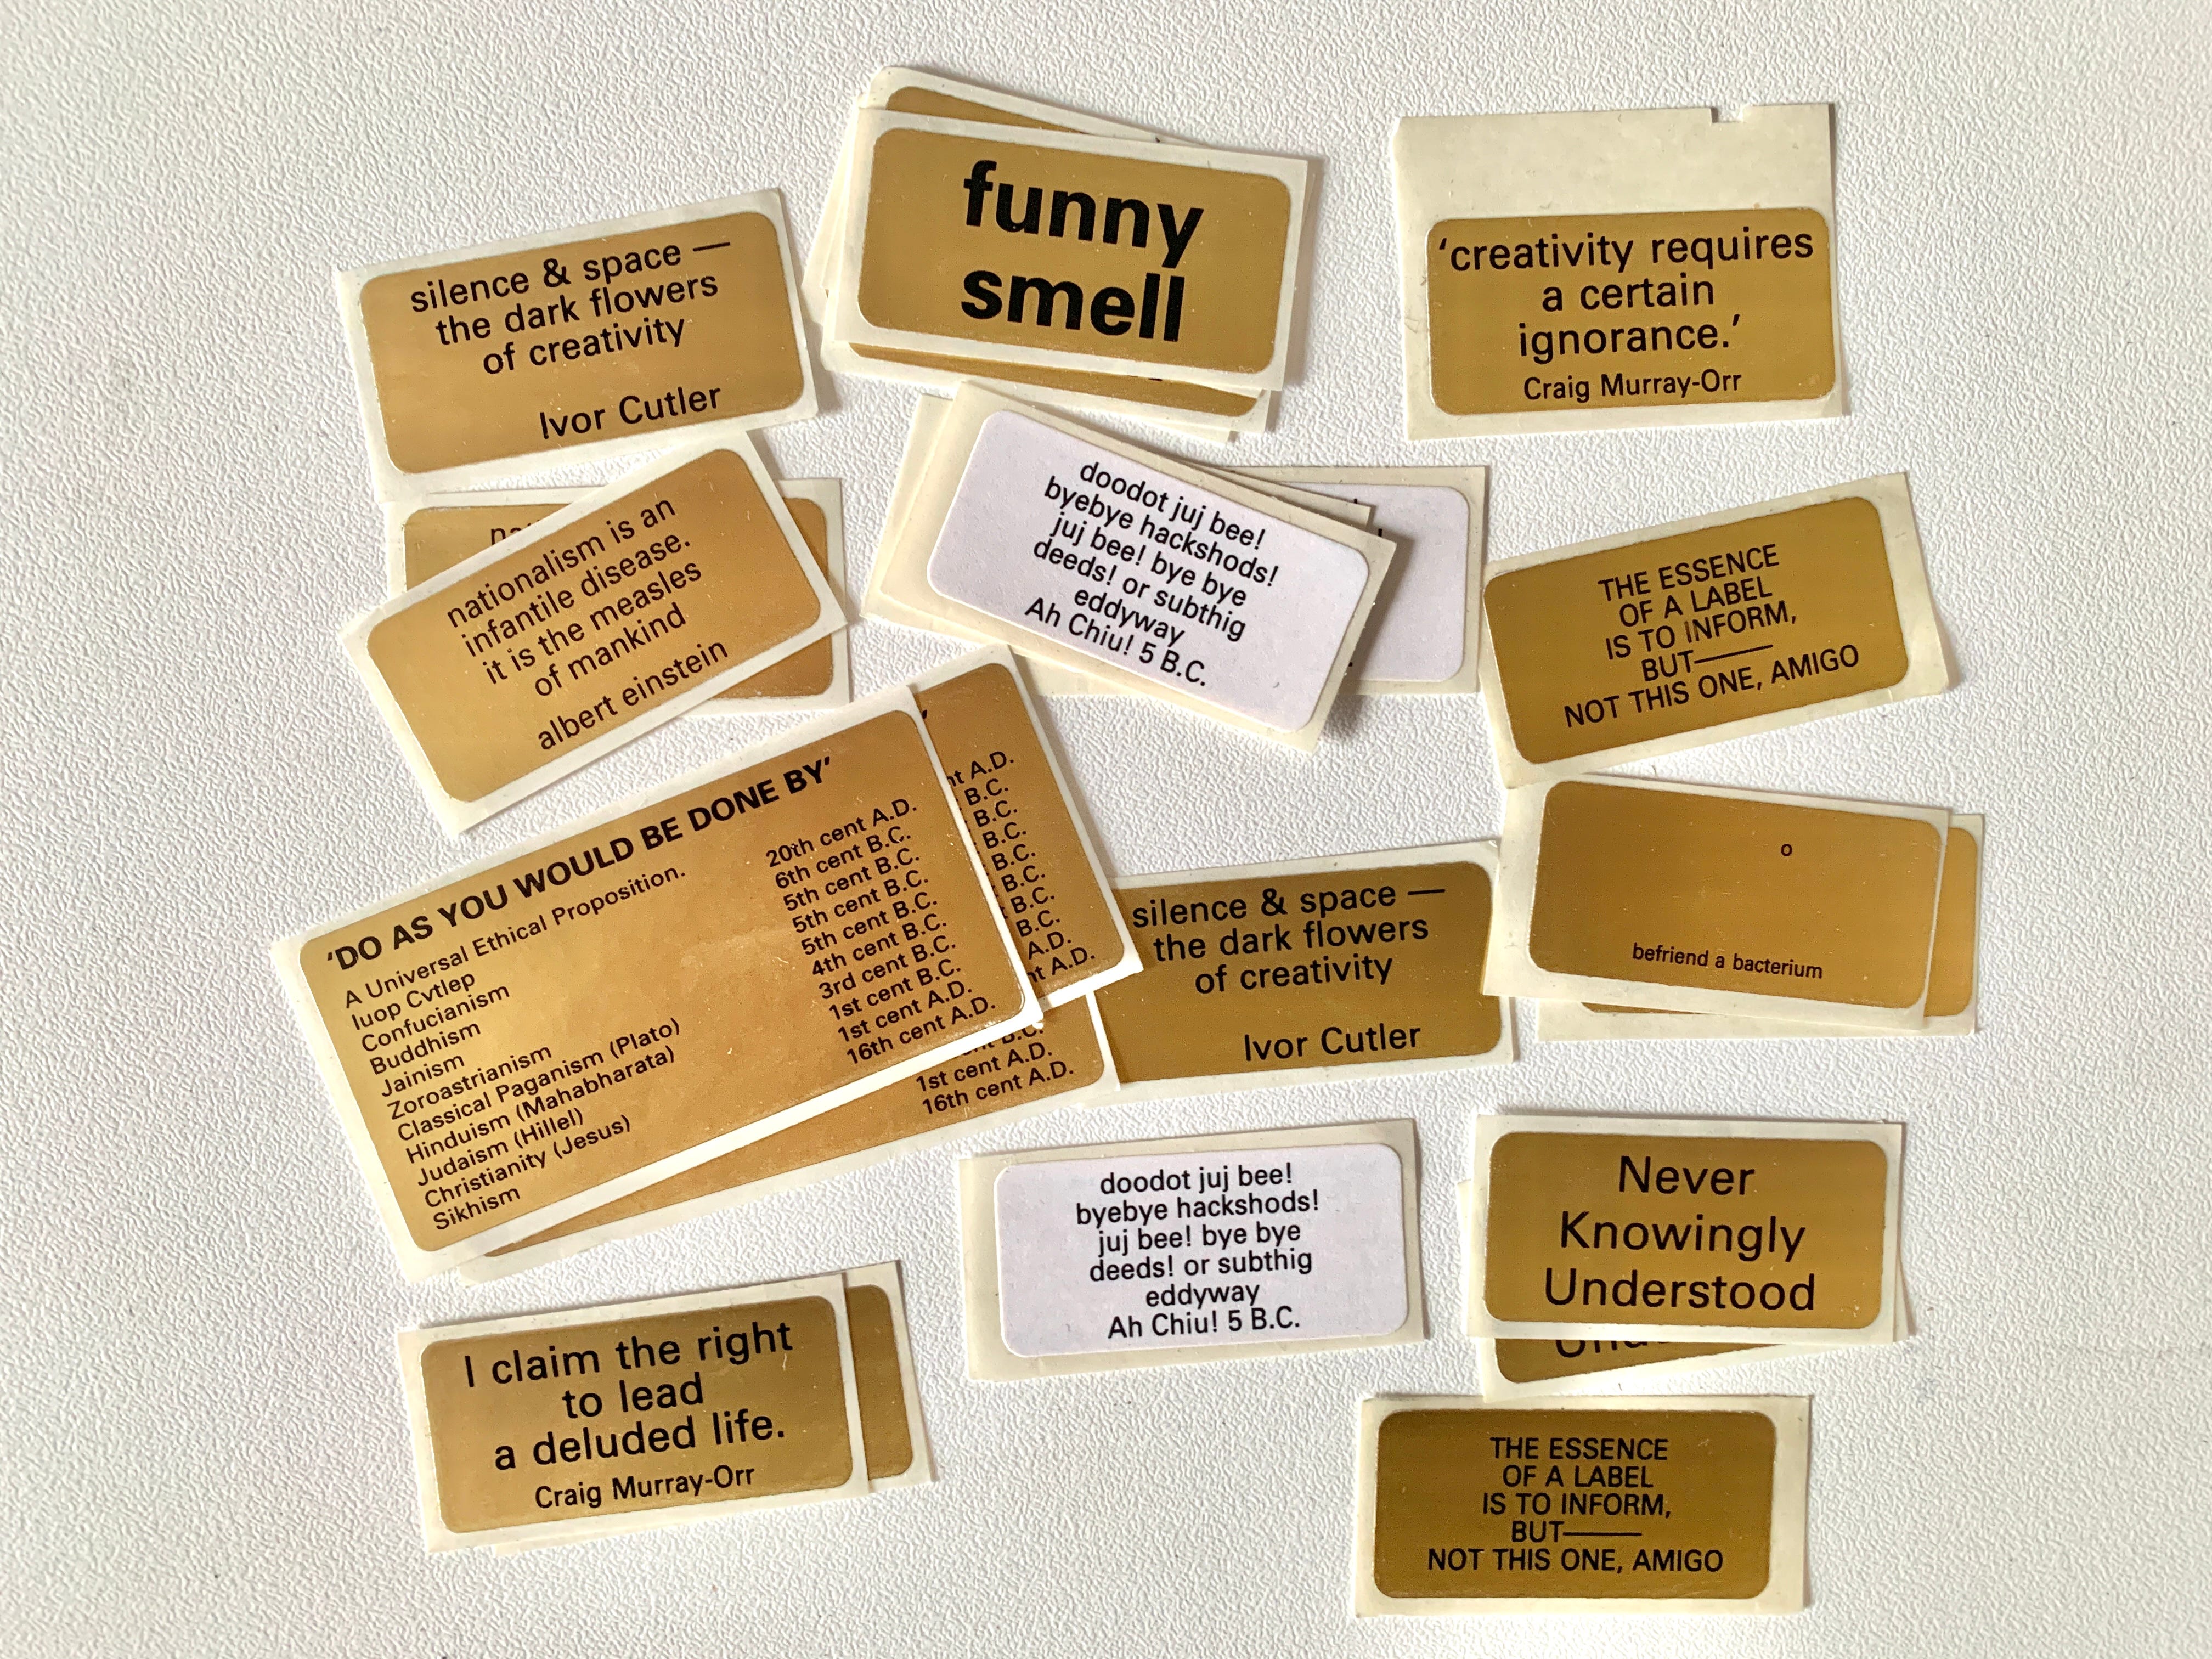 funny
smell
silence & space —
the dark flowers
of creativity
Ivor Cutler
'creativity requires
a certain
ignorance.'
Craig Murray-Orr
nationalism is an
infantile disease.
it is the measles
of mankind
albert einstein
doodot juj bee!
byebye hackshods!
juj bee! bye bye
deeds! or subthig
eddyway
Ah Chiu! 5 B.C.
THE ESSENCE
OF A LABEL
IS TO INFORM,
BUT——
NOT THIS ONE, AMIGO
'DO AS YOU WOULD BE DONE BY'
A Universal Ethical Proposition.
Iuop Cvtlep 20th cent A.D.
Confucianism 6th cent B.C.
Buddhism 5th cent B.C.
Jainism 5th cent B.C.
Zoroastrianism 5th cent B.C.
Classical Paganism (Plato) 4th cent B.C.
Hinduism (Mahabharata) 3rd cent B.C.
Judaism (Hillel) 1st cent B.C.
Christianity (Jesus) 1st cent A.D.
Sikhism 16th cent A.D.
nt A.D.
B.C.
B.C.
B.C.
B.C.
B.C.
B.C.
B.C.
A.D.
nt A.D.
1st cent A.D.
16th cent A.D.
silence & space —
the dark flowers
of creativity
Ivor Cutler
o
befriend a bacterium
doodot juj bee!
byebye hackshods!
juj bee! bye bye
deeds! or subthig
eddyway
Ah Chiu! 5 B.C.
Never
Knowingly
Understood
I claim the right
to lead
a deluded life.
Craig Murray-Orr
THE ESSENCE
OF A LABEL
IS TO INFORM,
BUT——
NOT THIS ONE, AMIGO